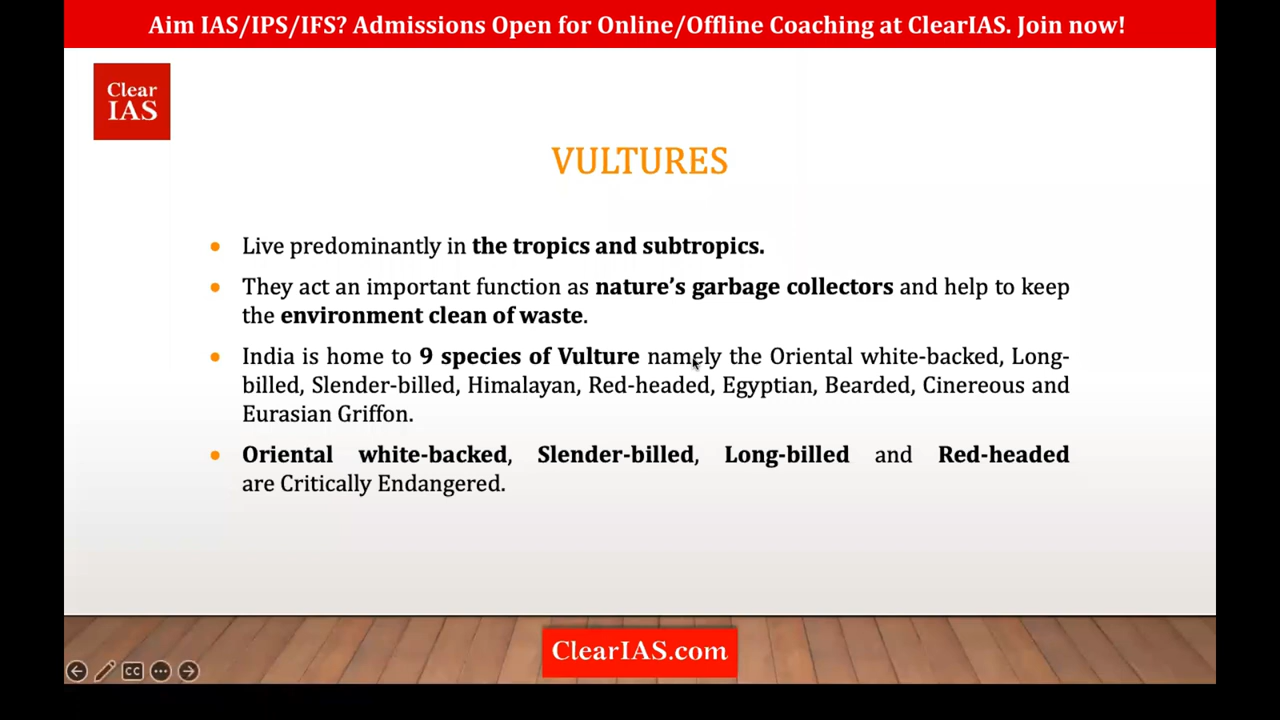 Aim IAS/IPS/IFS? Admissions Open for Online/Offline Coaching at ClearIAS. Join now!
Clear
IAS
VULTURES
• Live predominantly in the tropics and subtropics.
• They act an important function as nature’s garbage collectors and help to keep
the environment clean of waste.
• India is home to 9 species of Vulture namely the Oriental white-backed, Long-
billed, Slender-billed, Himalayan, Red-headed, Egyptian, Bearded, Cinereous and
Eurasian Griffon.
• Oriental white-backed, Slender-billed, Long-billed and Red-headed
are Critically Endangered.
ClearIAS.com
CC